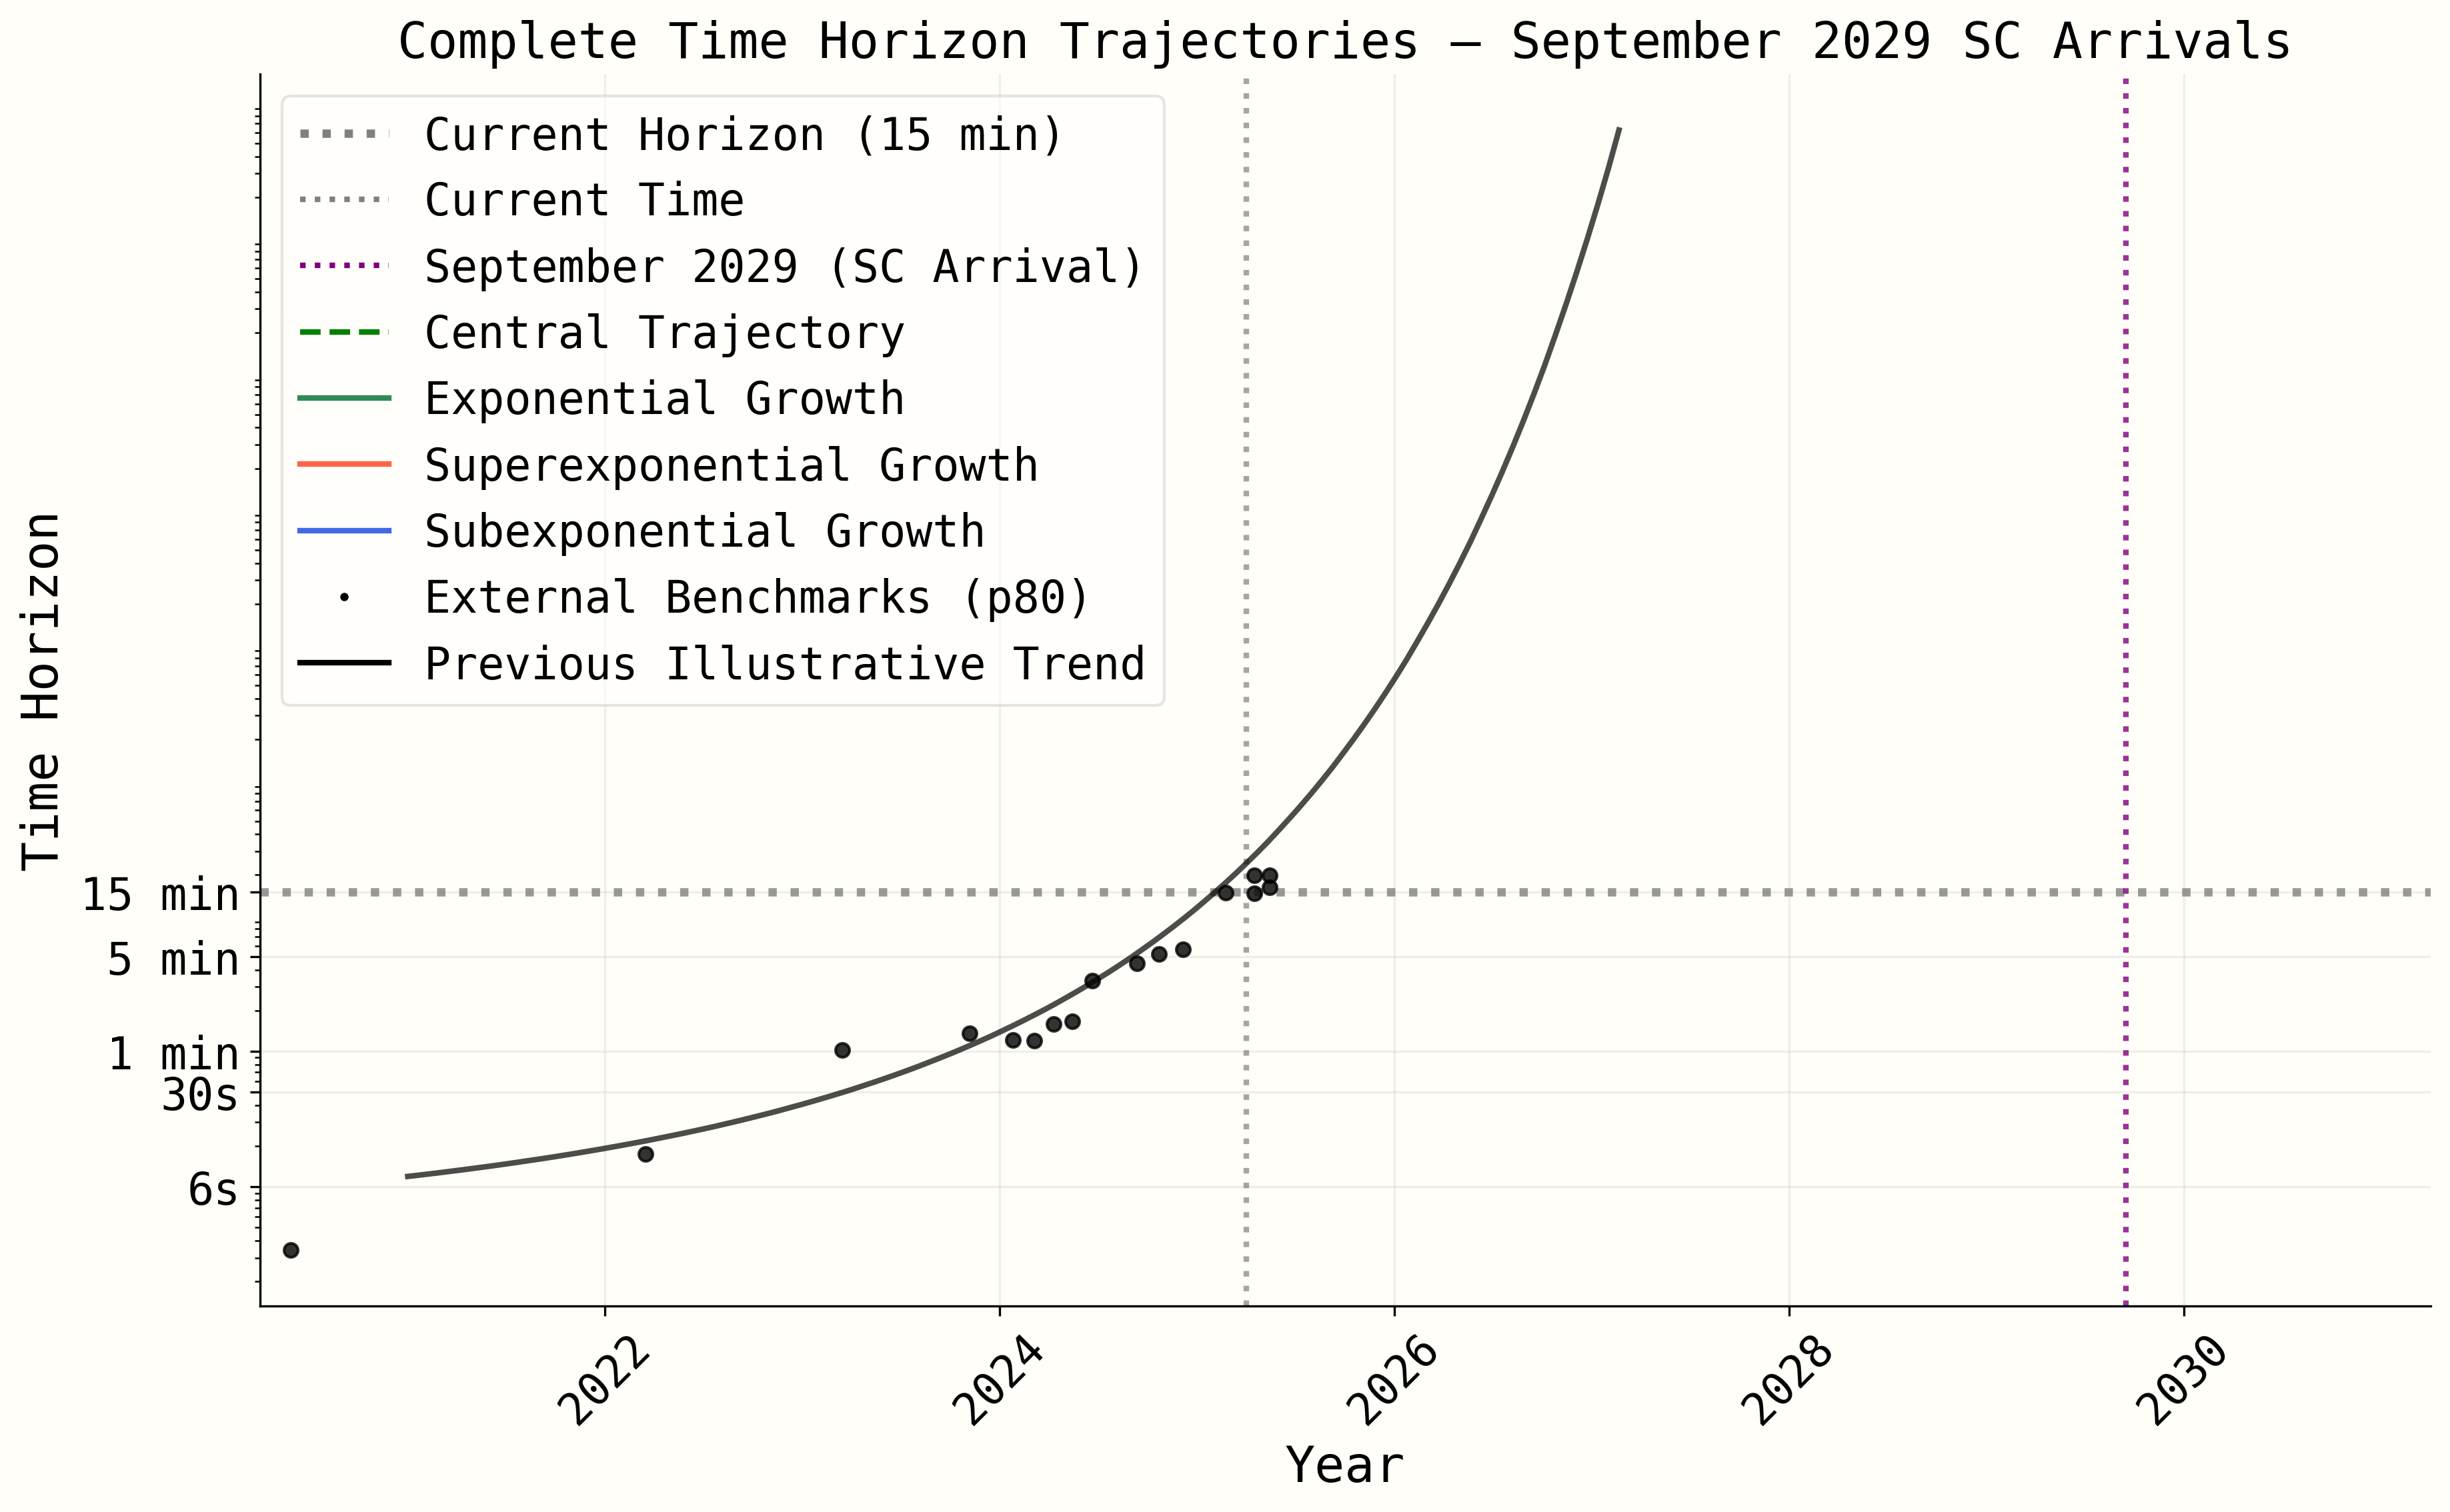 Complete Time Horizon Trajectories — September 2029 SC Arrivals
Current Horizon (15 min)
Current Time
September 2029 (SC Arrival)
Central Trajectory
Exponential Growth
Superexponential Growth
Subexponential Growth
External Benchmarks (p80)
Previous Illustrative Trend
Time Horizon
15 min
5 min
1 min
30s
6s
2022
2024
2026
2028
2030
Year